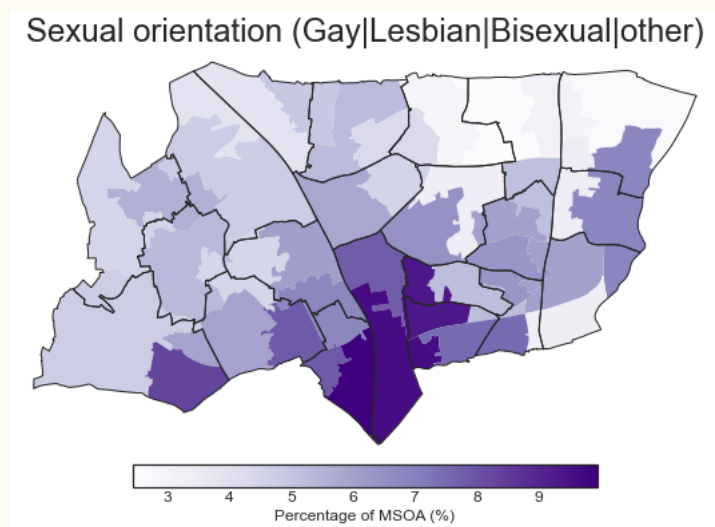 Sexual orientation (Gay|Lesbian|Bisexual|other)
3 4 5 6 7 8 9
Percentage of MSOA (%)